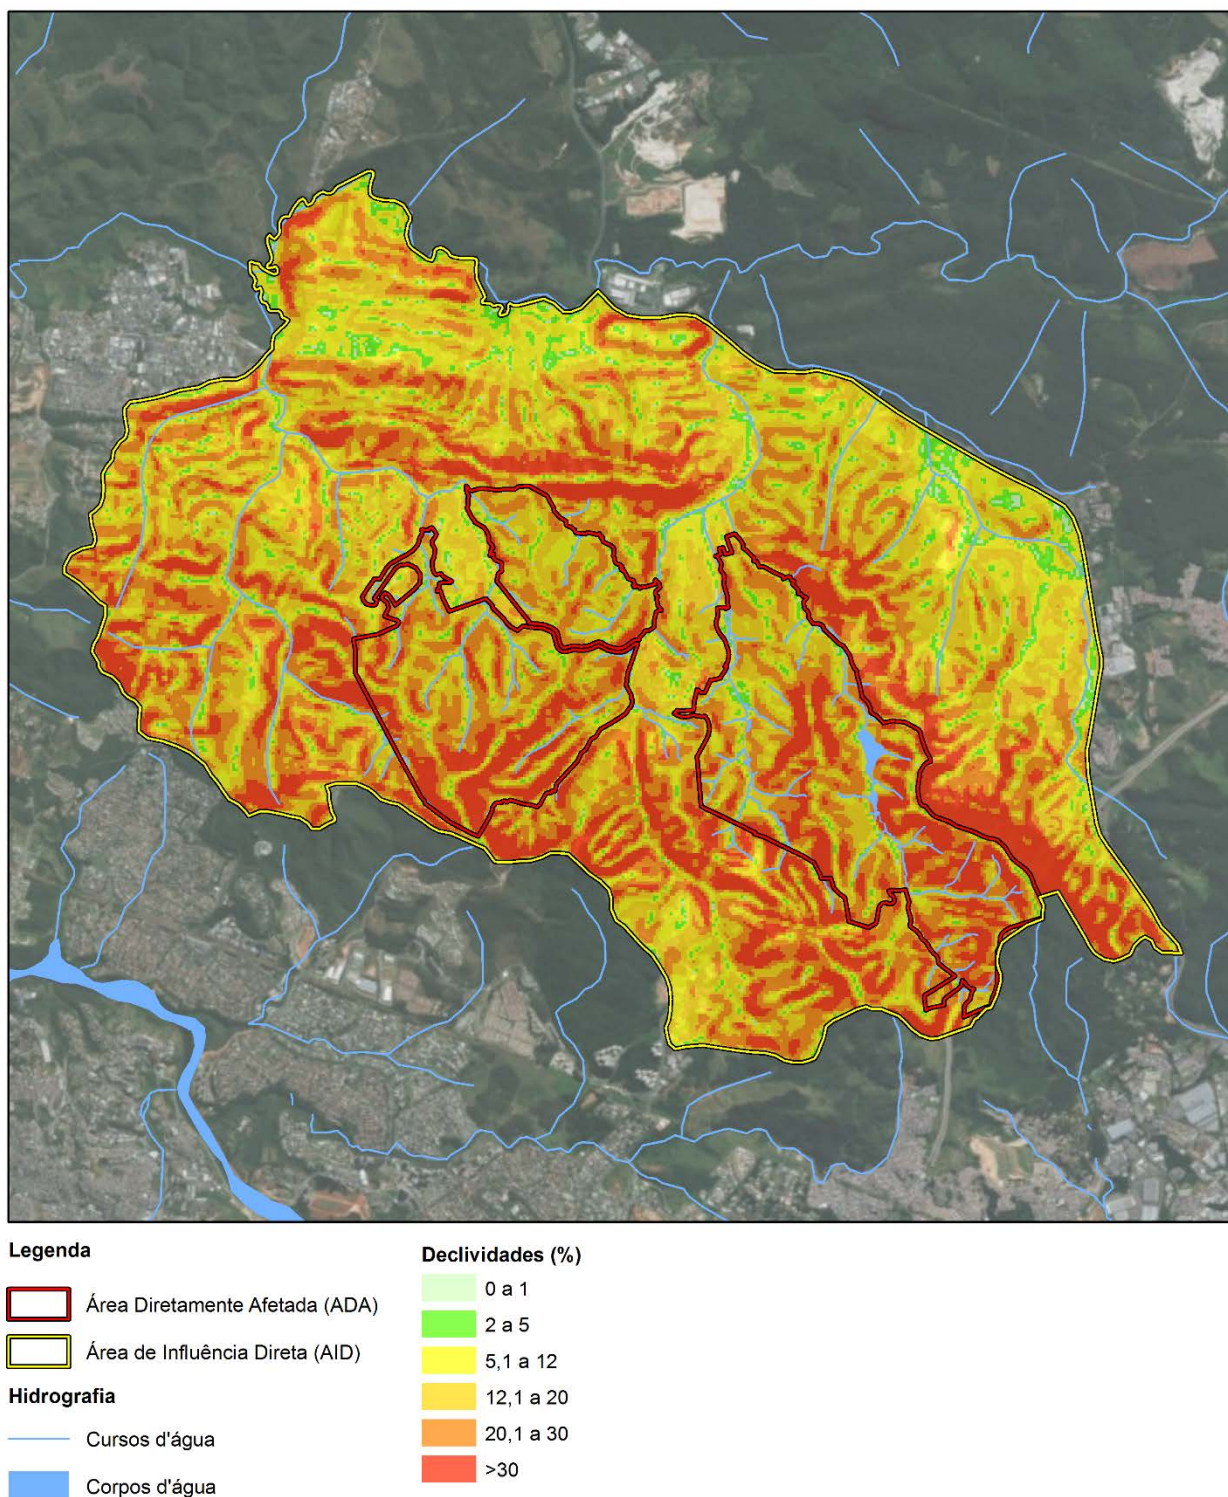 Legenda
Área Diretamente Afetada (ADA)
Área de Influência Direta (AID)
Hidrografia
Cursos d'água
Corpos d'água
Declividades (%)
0 a 1
2 a 5
5,1 a 12
12,1 a 20
20,1 a 30
>30